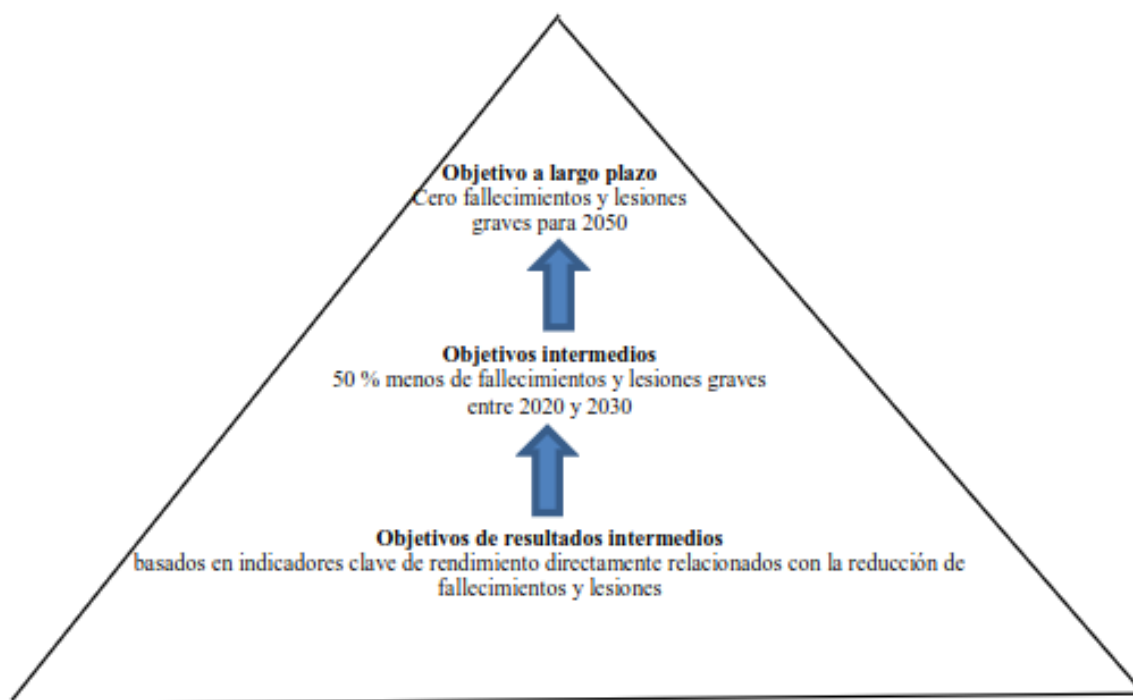 Objetivo a largo plazo
Cero fallecimientos y lesiones
graves para 2050
Objetivos intermedios
50 % menos de fallecimientos y lesiones graves
entre 2020 y 2030
Objetivos de resultados intermedios
basados en indicadores clave de rendimiento directamente relacionados con la reducción de
fallecimientos y lesiones